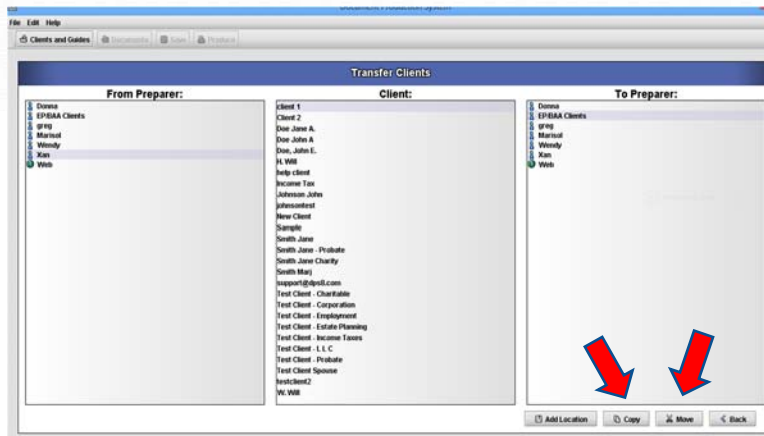 Document Production System
File Edit Help
Clients and Guides Documents Save Produce
Transfer Clients
From Preparer:
Donna
EP/BAA Clients
greg
Marisol
Wendy
Xan
Web
Client:
client 1
Client 2
Doe Jane A.
Doe John A
Doe, John E.
H. Will
help client
Income Tax
Johnson John
johnsontest
New Client
Sample
Smith Jane
Smith Jane - Probate
Smith Jane Charity
Smith Marj
support@dps8.com
Test Client - Charitable
Test Client - Corporation
Test Client - Employment
Test Client - Estate Planning
Test Client - Income Taxes
Test Client - L L C
Test Client - Probate
Test Client Spouse
testclient2
W. Will
To Preparer:
Donna
EP/BAA Clients
greg
Marisol
Wendy
Xan
Web
Add Location Copy Move < Back